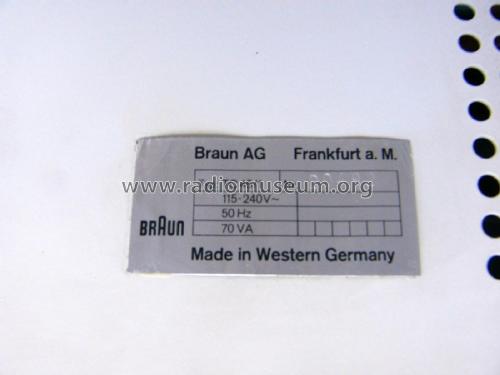 Braun AG Frankfurt a. M.
www.radiomuseum.org
115-240V~
50 Hz
70 VA
BRAUN
Made in Western Germany